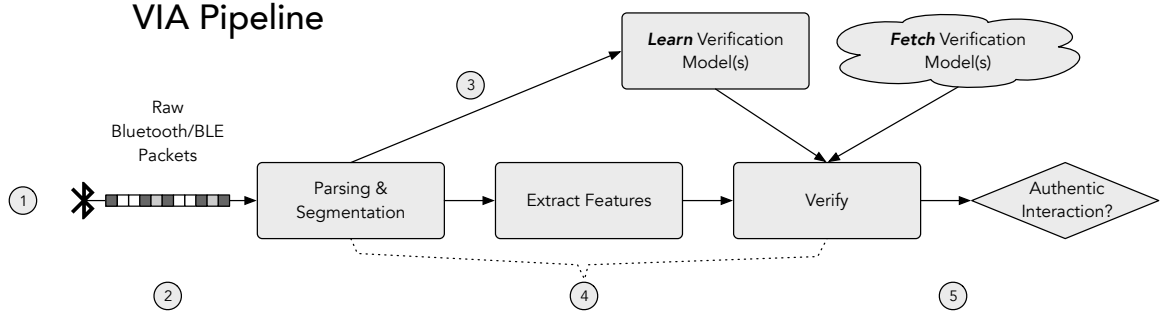 VIA Pipeline
Learn Verification
Model(s)
Fetch Verification
Model(s)
3
Raw
Bluetooth/BLE
Packets
1
Parsing &
Segmentation
Extract Features
Verify
Authentic
Interaction?
2
4
5